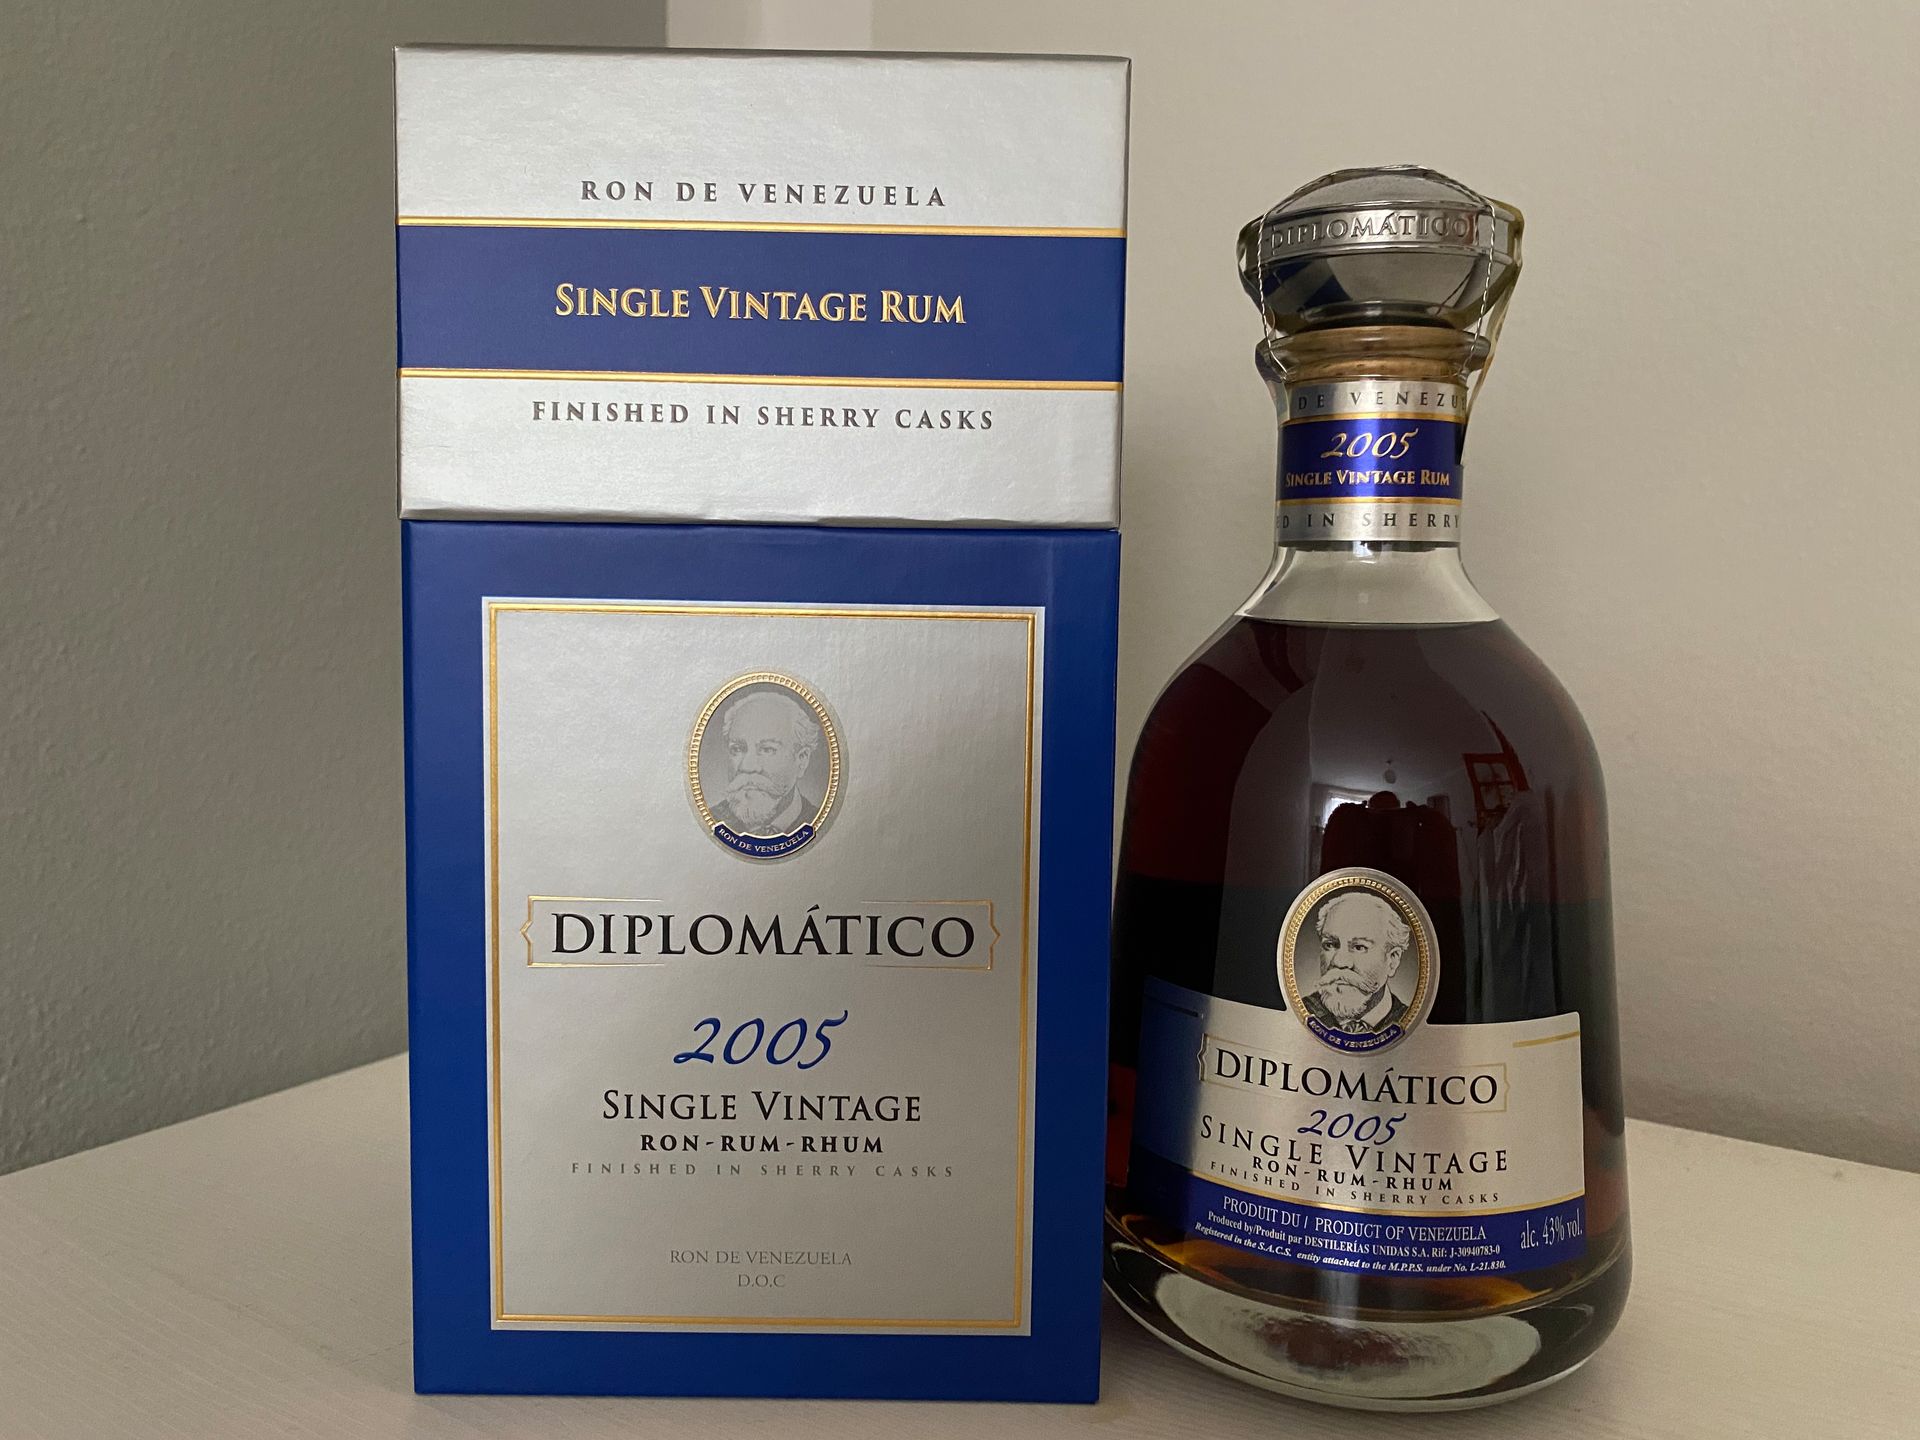 RON DE VENEZUELA
SINGLE VINTAGE RUM
FINISHED IN SHERRY CASKS
RON DE VENEZUELA
DIPLOMÁTICO
2005
SINGLE VINTAGE
RON-RUM-RHUM
FINISHED IN SHERRY CASKS
RON DE VENEZUELA
D.O.C
DIPLOMÁTICO
DE VENEZU
2005
SINGLE VINTAGE RUM
ED IN SHERRY
RON DE VENEZUELA
DIPLOMÁTICO
2005
SINGLE VINTAGE
RON-RUM-RHUM
FINISHED IN SHERRY CASKS
PRODUIT DU / PRODUCT OF VENEZUELA
Produced by/Produit par DESTILERÍAS UNIDAS S.A. Rif: J-30940783-0
Registered in the S.A.C.S. entity attached to the M.P.P.S. under No. L-21.830.
alc. 43% vol.